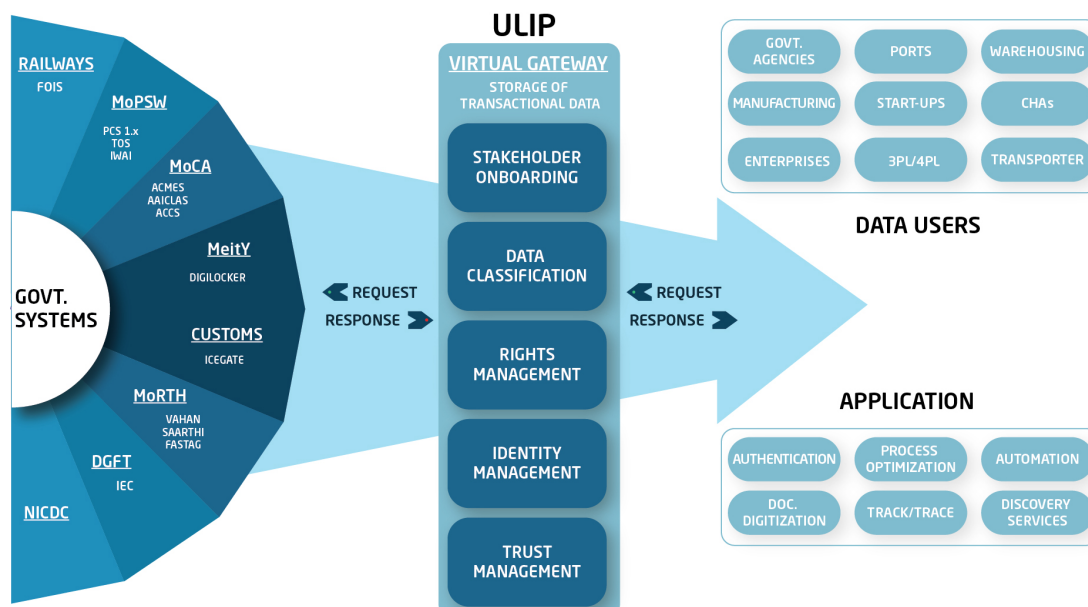 ULIP
RAILWAYS
FOIS
MoPSW
PCS 1.x
TOS
IWAI
MoCA
ACMES
AAICLAS
ACCS
MeitY
DIGILOCKER
GOVT.
SYSTEMS
CUSTOMS
ICEGATE
MoRTH
VAHAN
SAARTHI
FASTAG
DGFT
IEC
NICDC
REQUEST
RESPONSE
VIRTUAL GATEWAY
STORAGE OF
TRANSACTIONAL DATA
STAKEHOLDER
ONBOARDING
DATA
CLASSIFICATION
RIGHTS
MANAGEMENT
IDENTITY
MANAGEMENT
TRUST
MANAGEMENT
REQUEST
RESPONSE
GOVT.
AGENCIES
PORTS
WAREHOUSING
MANUFACTURING
START-UPS
CHAs
ENTERPRISES
3PL/4PL
TRANSPORTER
DATA USERS
APPLICATION
AUTHENTICATION
PROCESS
OPTIMIZATION
AUTOMATION
DOC.
DIGITIZATION
TRACK/TRACE
DISCOVERY
SERVICES